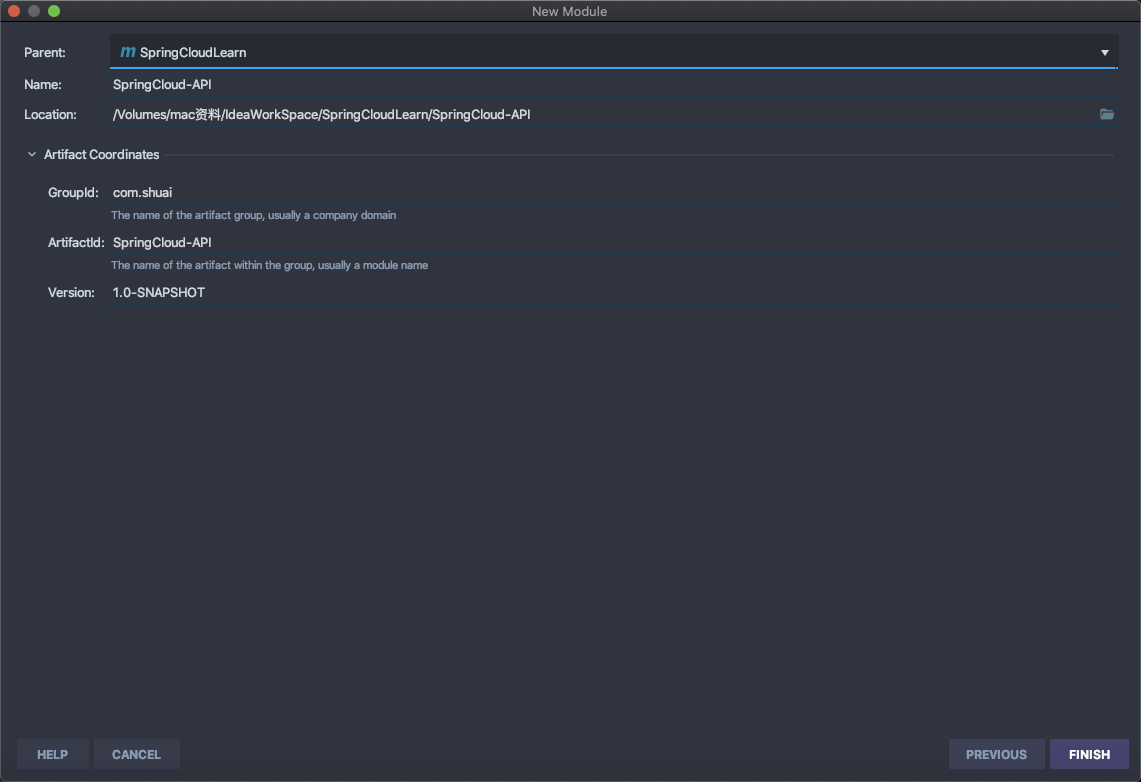 New Module
Parent: m SpringCloudLearn
Name: SpringCloud-API
Location: /Volumes/mac资料/IdeaWorkSpace/SpringCloudLearn/SpringCloud-API
Artifact Coordinates
GroupId: com.shuai
The name of the artifact group, usually a company domain
ArtifactId: SpringCloud-API
The name of the artifact within the group, usually a module name
Version: 1.0-SNAPSHOT
HELP CANCEL PREVIOUS FINISH